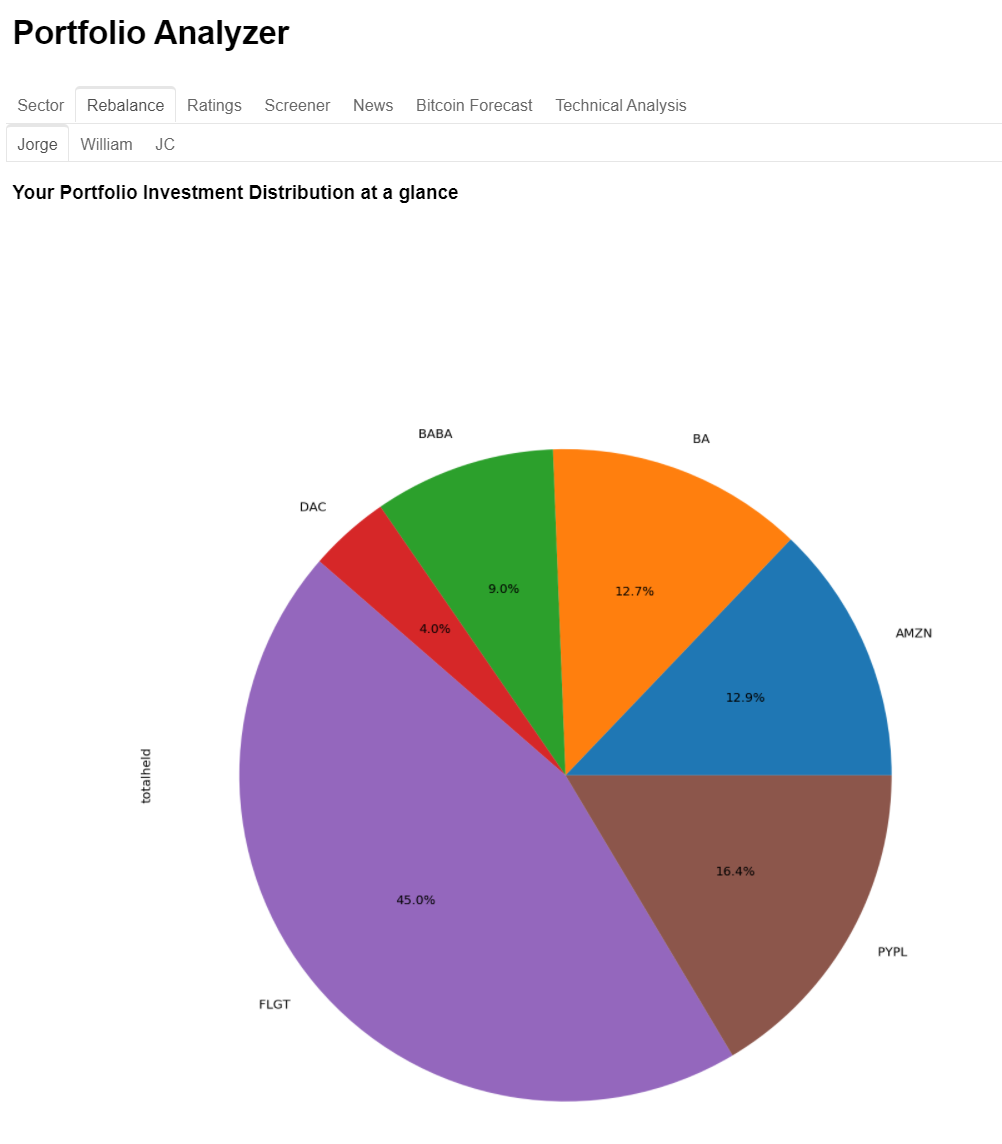 Portfolio Analyzer
Sector Rebalance Ratings Screener News Bitcoin Forecast Technical Analysis
Jorge William JC
Your Portfolio Investment Distribution at a glance
BABA
BA
DAC
9.0%
12.7%
4.0%
AMZN
12.9%
totalheld
16.4%
45.0%
PYPL
FLGT